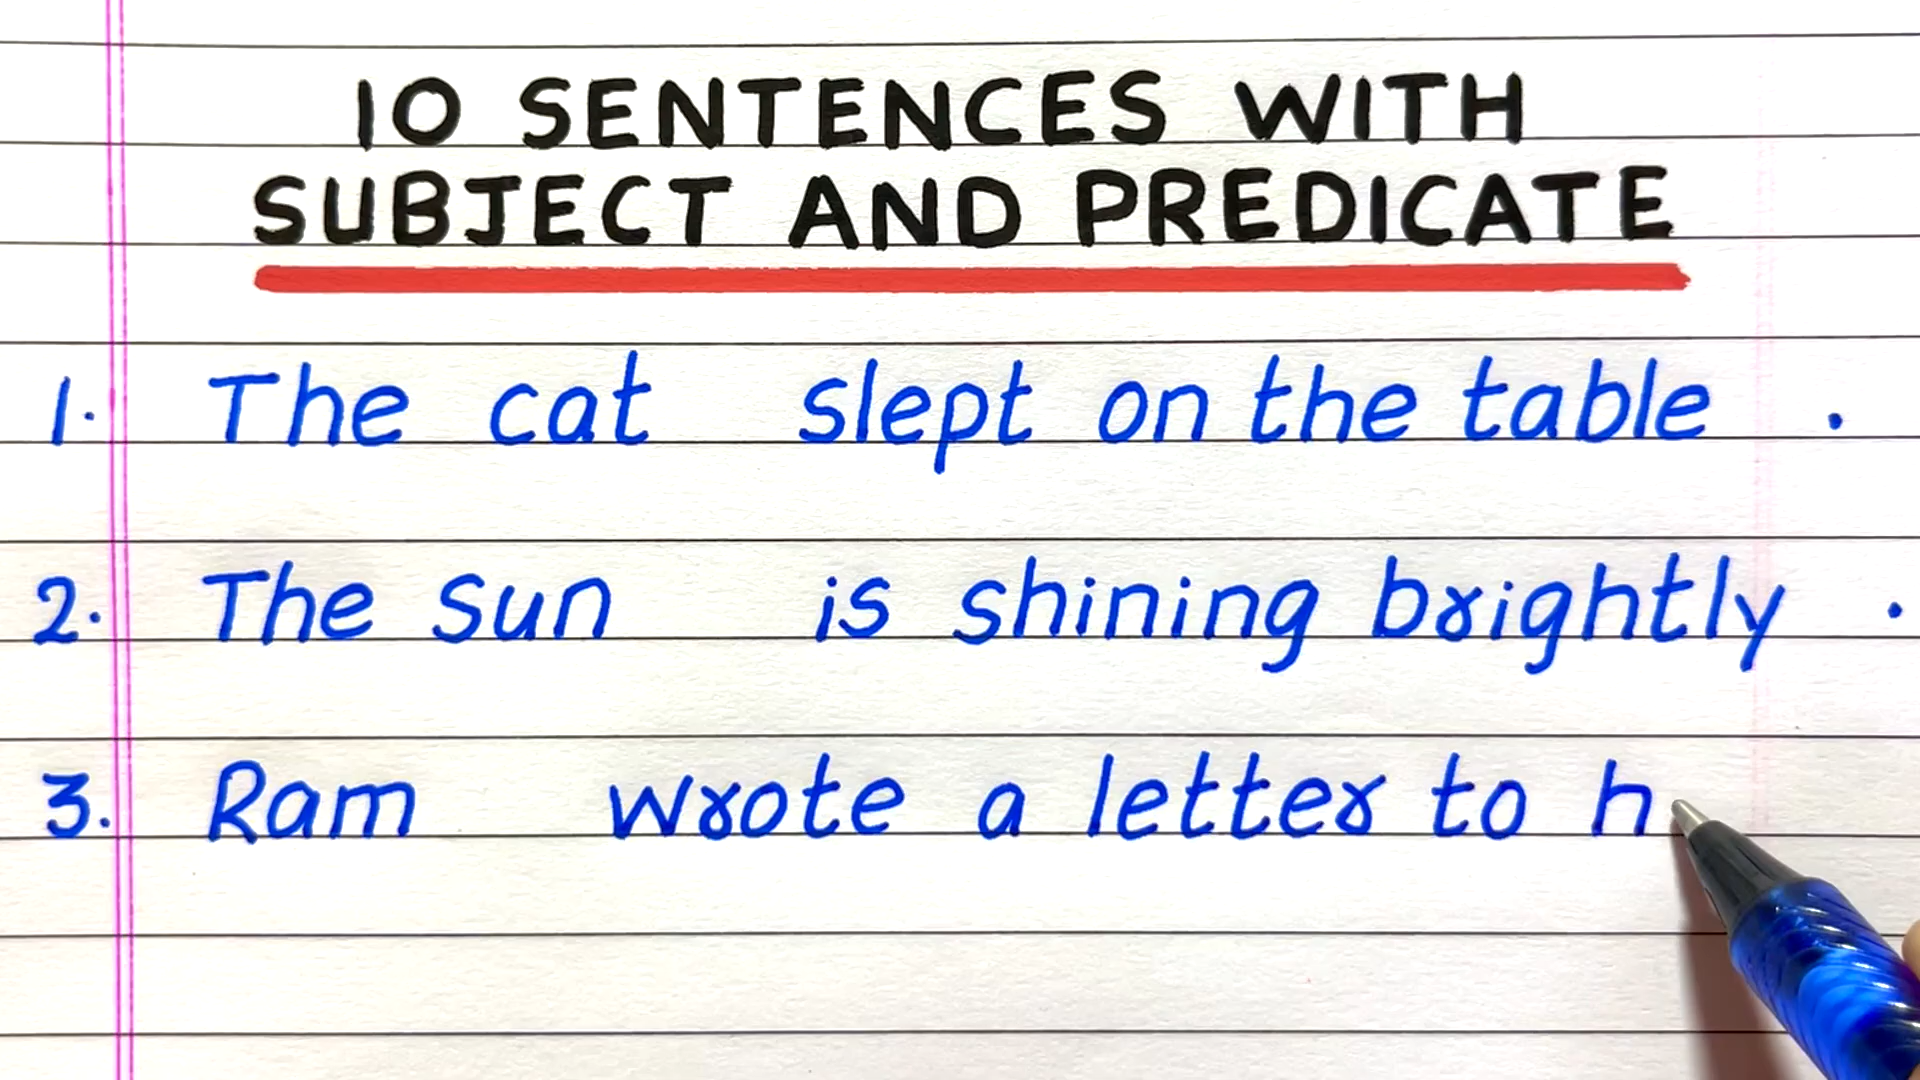 10 SENTENCES WITH
SUBJECT AND PREDICATE
1. The cat slept on the table .
2. The sun is shining brightly .
3. Ram wrote a letter to h